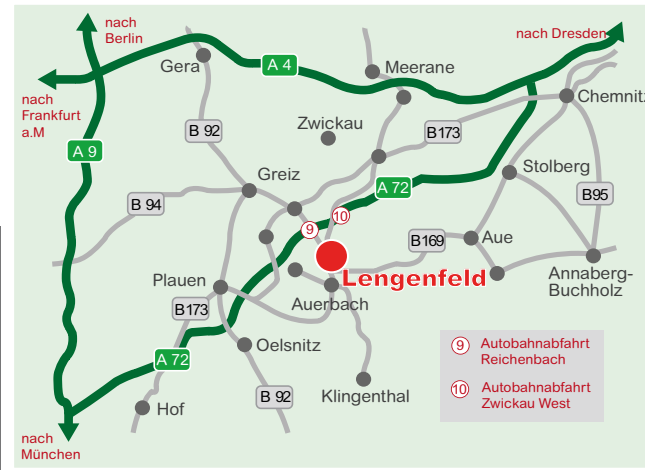 nach
Berlin
nach Dresden
Gera
A 4
Meerane
nach
Frankfurt
a.M
Chemnitz
B 92
Zwickau
B173
A 9
Greiz
A 72
Stolberg
B 94
B95
9
10
B169
Aue
Lengenfeld
Annaberg-
Buchholz
Plauen
Auerbach
B173
Oelsnitz
A 72
9 Autobahnabfahrt
Reichenbach
10 Autobahnabfahrt
Zwickau West
B 92
Klingenthal
Hof
nach
München